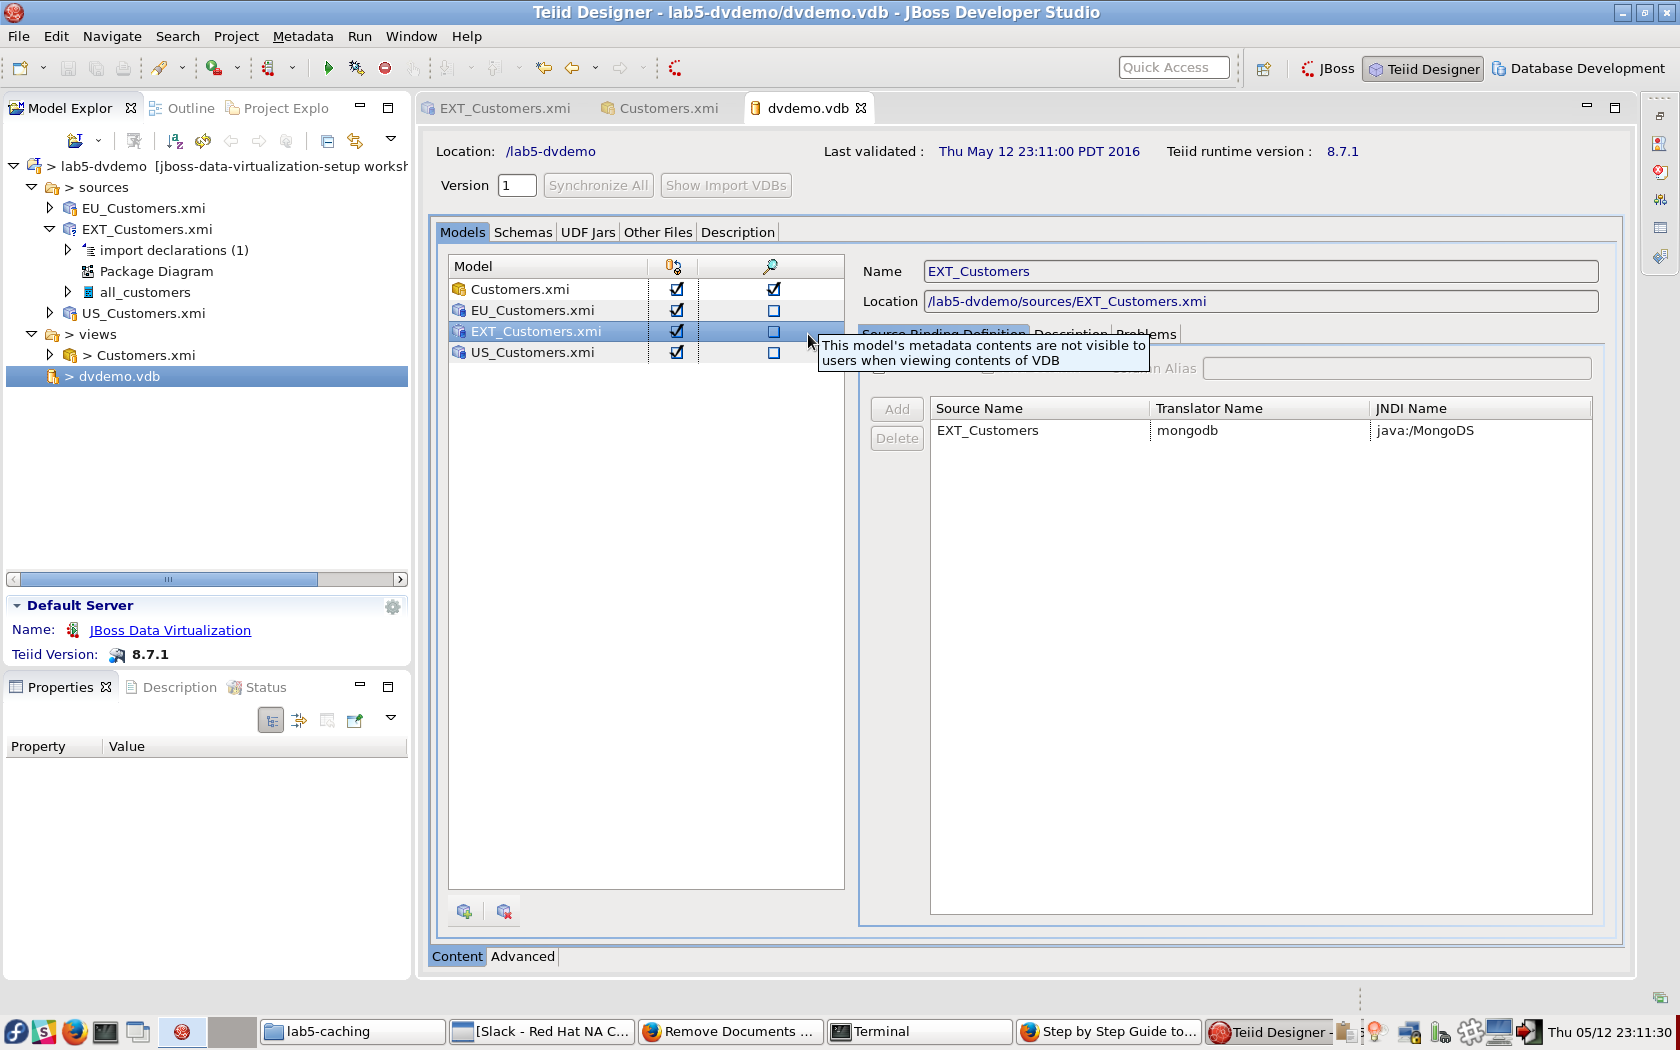 Teiid Designer - lab5-dvdemo/dvdemo.vdb - JBoss Developer Studio
File Edit Navigate Search Project Metadata Run Window Help
Quick Access
JBoss
Teiid Designer
Database Development
Model Explor
Outline
Project Explo
> lab5-dvdemo [jboss-data-virtualization-setup worksh
> sources
EU_Customers.xmi
EXT_Customers.xmi
import declarations (1)
Package Diagram
all_customers
US_Customers.xmi
> views
> Customers.xmi
> dvdemo.vdb
Default Server
Name: JBoss Data Virtualization
Teiid Version: 8.7.1
Properties
Description
Status
Property Value
EXT_Customers.xmi
Customers.xmi
dvdemo.vdb
Location: /lab5-dvdemo
Last validated : Thu May 12 23:11:00 PDT 2016
Teiid runtime version : 8.7.1
Version 1 Synchronize All Show Import VDBs
Models Schemas UDF Jars Other Files Description
Model
Customers.xmi
EU_Customers.xmi
EXT_Customers.xmi
US_Customers.xmi
Name EXT_Customers
Location /lab5-dvdemo/sources/EXT_Customers.xmi
Source Binding Definition Description Problems
This model's metadata contents are not visible to
users when viewing contents of VDB
Alias
Add
Delete
Source Name Translator Name JNDI Name
EXT_Customers mongodb java:/MongoDS
Content Advanced
lab5-caching
[Slack - Red Hat NA C...
Remove Documents ...
Terminal
Step by Step Guide to...
Teiid Designer -
Thu 05/12 23:11:30